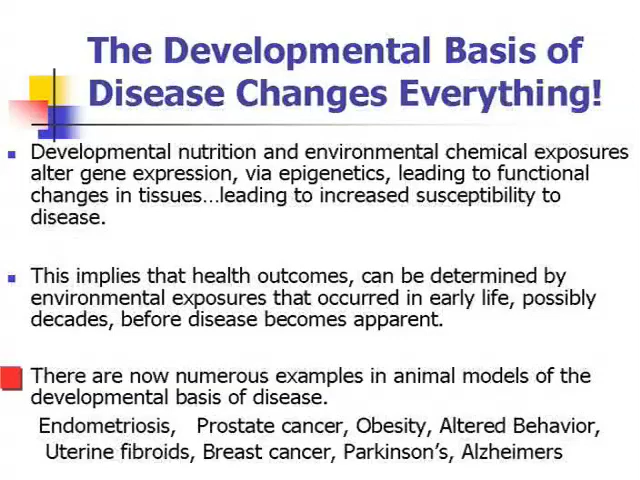 The Developmental Basis of
Disease Changes Everything!
Developmental nutrition and environmental chemical exposures
alter gene expression, via epigenetics, leading to functional
changes in tissues…leading to increased susceptibility to
disease.
This implies that health outcomes, can be determined by
environmental exposures that occurred in early life, possibly
decades, before disease becomes apparent.
There are now numerous examples in animal models of the
developmental basis of disease.
Endometriosis, Prostate cancer, Obesity, Altered Behavior,
Uterine fibroids, Breast cancer, Parkinson’s, Alzheimers